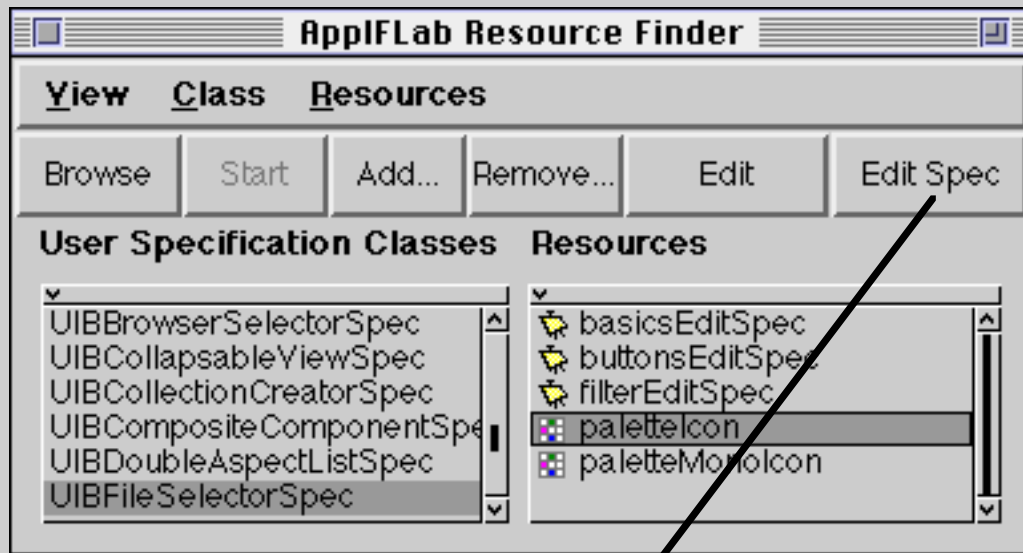 ApplFLab Resource Finder
View Class Resources
Browse Start Add... Remove... Edit Edit Spec
User Specification Classes Resources
UIBBrowserSelectorSpec
UIBCollapsableViewSpec
UIBCollectionCreatorSpec
UIBCompositeComponentSpe
UIBDoubleAspectListSpec
UIBFileSelectorSpec
basicsEditSpec
buttonsEditSpec
filterEditSpec
paletteIcon
paletteMonoIcon